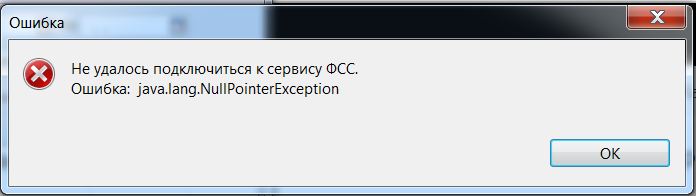 Ошибка
Не удалось подключиться к сервису ФСС.
Ошибка: java.lang.NullPointerException
OK